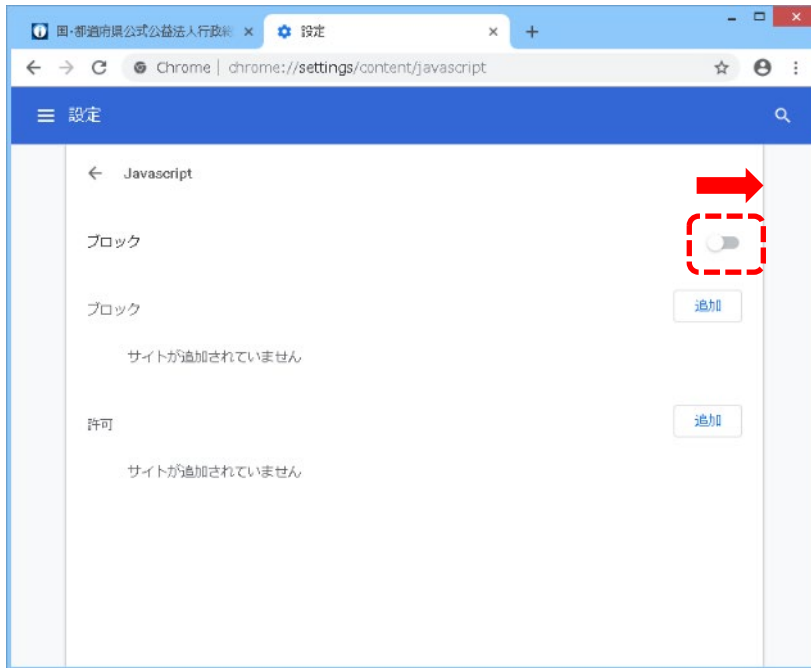 国・都道府県公式公益法人行政総
設定
Chrome | chrome://settings/content/javascript
設定
Javascript
ブロック
ブロック
追加
サイトが追加されていません
許可
追加
サイトが追加されていません